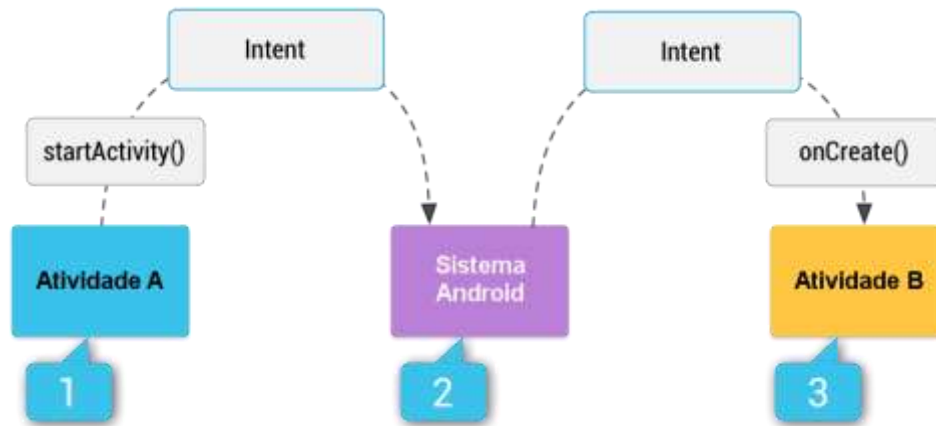 Intent
Intent
startActivity()
onCreate()
Atividade A
Sistema
Android
Atividade B
1
2
3